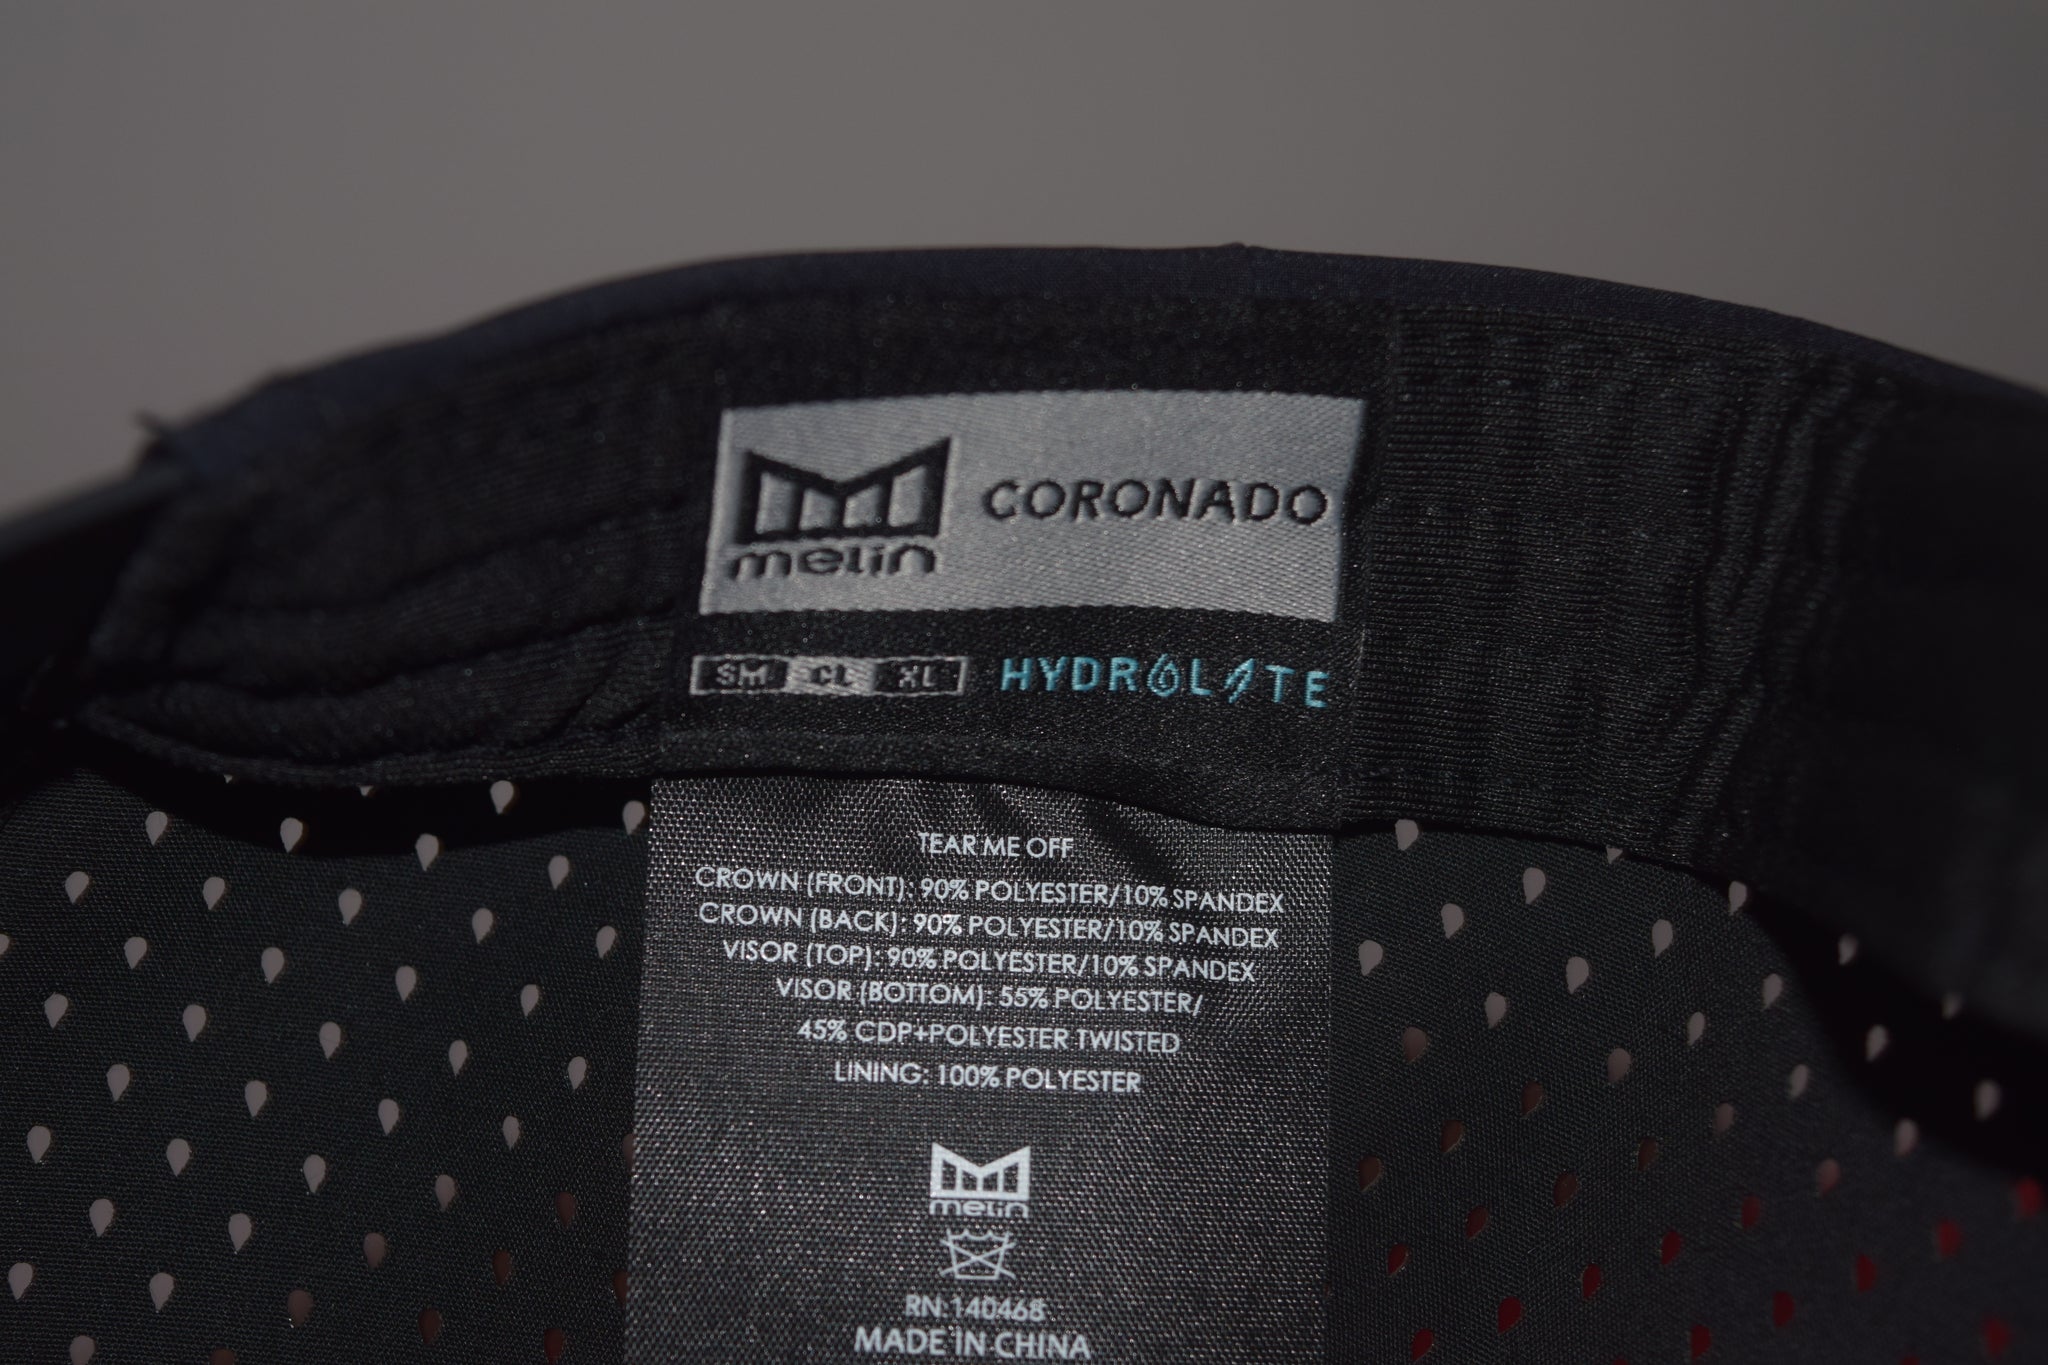 melin
CORONADO
SM CL XL
HYDROLITE
TEAR ME OFF
CROWN (FRONT): 90% POLYESTER/10% SPANDEX
CROWN (BACK): 90% POLYESTER/10% SPANDEX
VISOR (TOP): 90% POLYESTER/10% SPANDEX
VISOR (BOTTOM): 55% POLYESTER/
45% CDP+POLYESTER TWISTED
LINING: 100% POLYESTER
melin
RN:140468
MADE IN CHINA